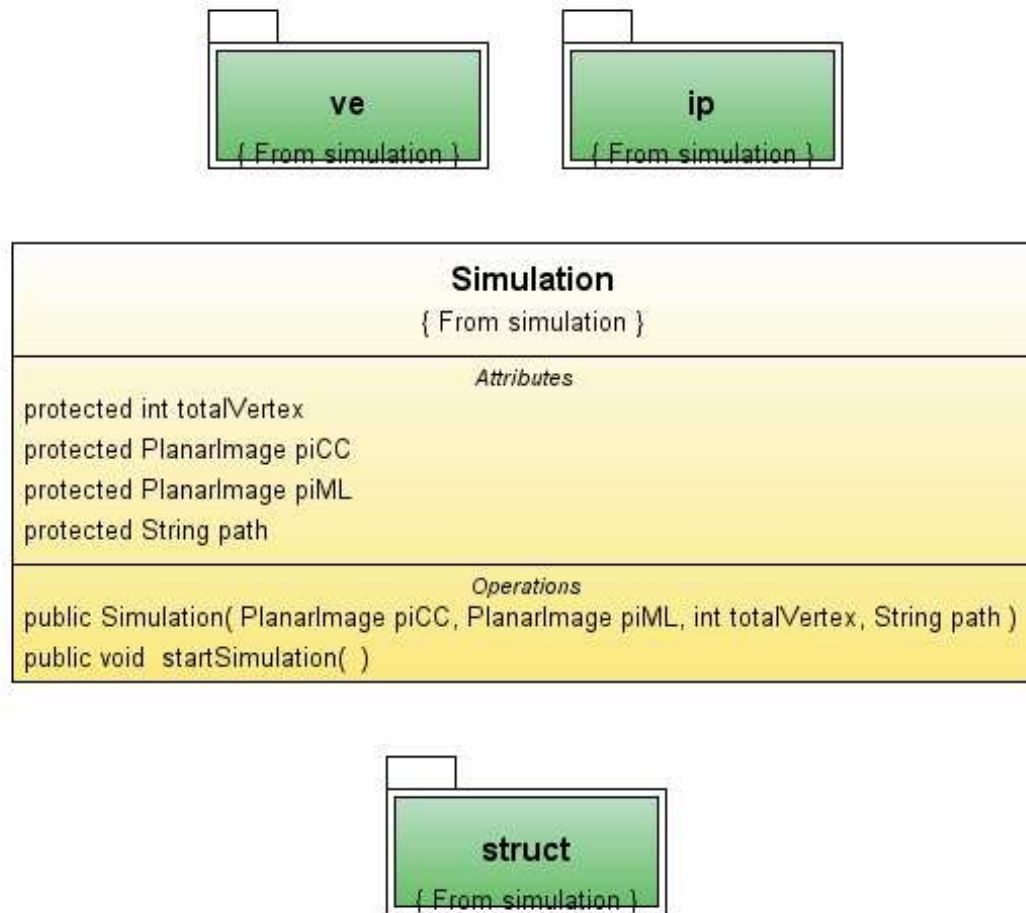 ve
{ From simulation }
ip
{ From simulation }
Simulation
{ From simulation }
Attributes
protected int totalVertex
protected PlanarImage piCC
protected PlanarImage piML
protected String path
Operations
public Simulation( PlanarImage piCC, PlanarImage piML, int totalVertex, String path )
public void startSimulation( )
struct
{ From simulation }